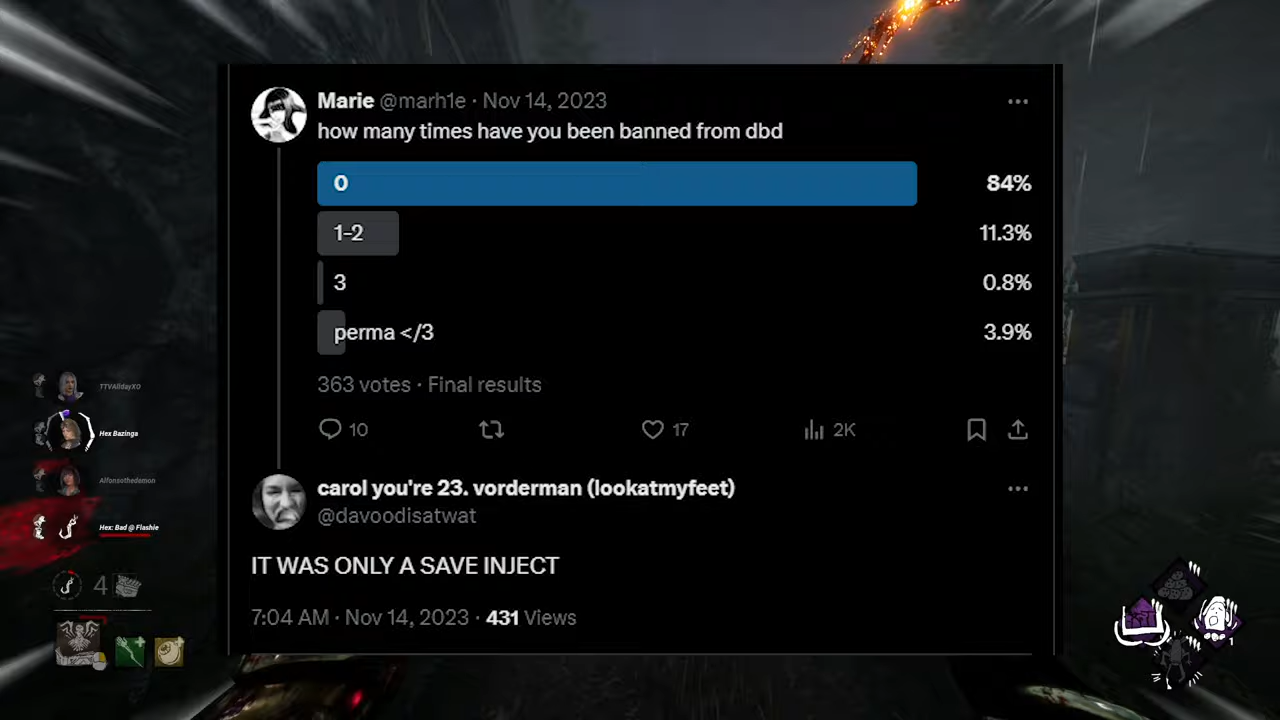 Marie @marh1e · Nov 14, 2023
how many times have you been banned from dbd
0 84%
1-2 11.3%
3 0.8%
perma </3 3.9%
363 votes · Final results
10 17 2K
carol you're 23. vorderman (lookatmyfeet)
@davoodisatwat
IT WAS ONLY A SAVE INJECT
7:04 AM · Nov 14, 2023 · 431 Views
TTVAlldayXO
Hex Bazinga
Alfonsothedemon
Hex: Bad @ Flashie
4